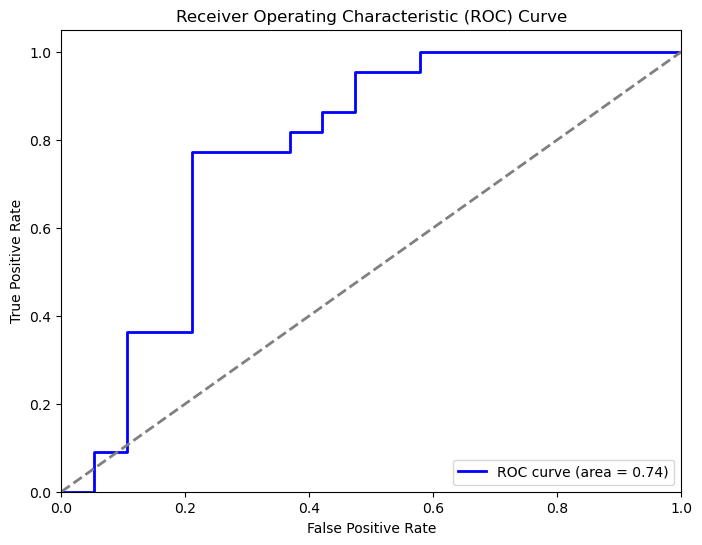 Receiver Operating Characteristic (ROC) Curve
1.0
0.8
0.6
0.4
0.2
0.0
True Positive Rate
ROC curve (area = 0.74)
0.0 0.2 0.4 0.6 0.8 1.0
False Positive Rate